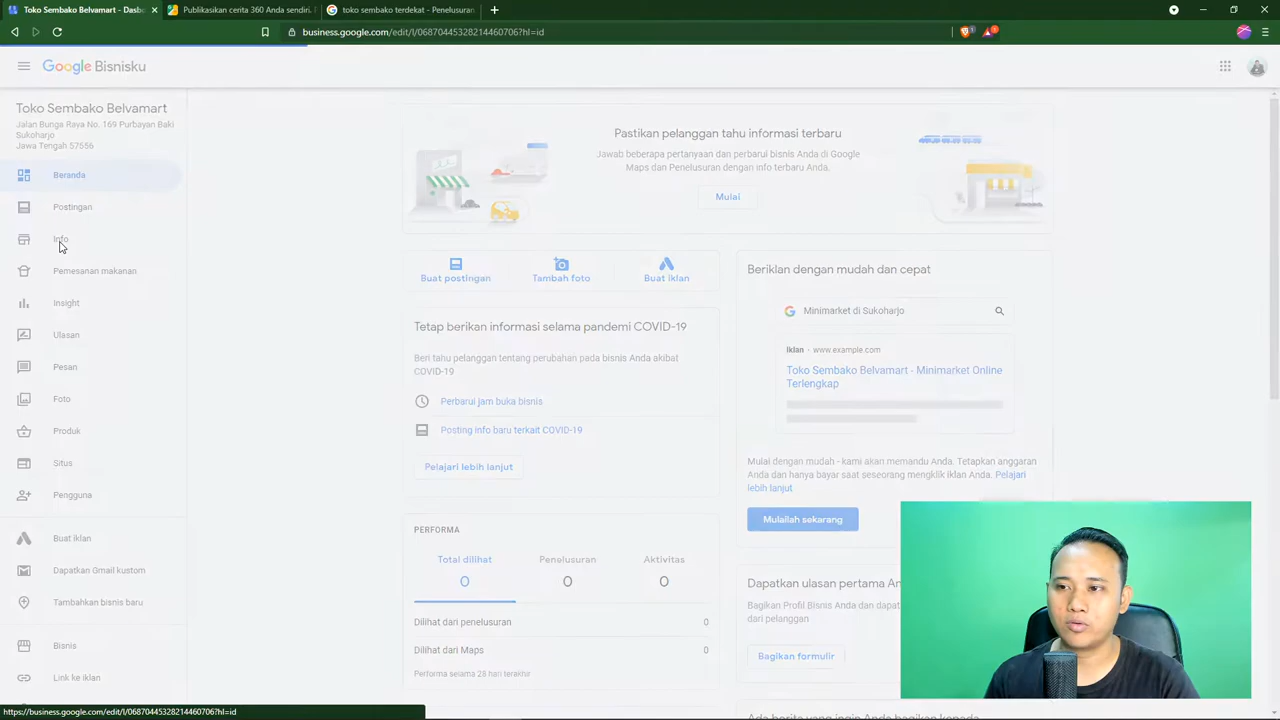 Toko Sembako Belvamart - Dasb
Publikasikan cerita 360 Anda sendiri.
toko sembako terdekat - Penelusuran
business.google.com/edit/l/06870445328214460706?hl=id
Google Bisnisku
Toko Sembako Belvamart
Jalan Bunga Raya No: 169 Purbayan Baki
Sukoharjo
Jawa Tengah 57556
Beranda
Postingan
Info
Pemesanan makanan
Insight
Ulasan
Pesan
Foto
Produk
Situs
Pengguna
Buat iklan
Dapatkan Gmail kustom
Tambahkan bisnis baru
Bisnis
Link ke iklan
Pastikan pelanggan tahu informasi terbaru
Jawab beberapa pertanyaan dan perbarui bisnis Anda di Google
Maps dan Penelusuran dengan info terbaru Anda.
Mulai
Buat postingan
Tambah foto
Buat iklan
Tetap berikan informasi selama pandemi COVID-19
Beri tahu pelanggan tentang perubahan pada bisnis Anda akibat
COVID-19
Perbarui jam buka bisnis
Posting info baru terkait COVID-19
Pelajari lebih lanjut
PERFORMA
Total dilihat
Penelusuran
Aktivitas
0
0
0
Dilihat dari penelusuran
0
Dilihat dari Maps
0
Performa selama 28 hari terakhir
Beriklan dengan mudah dan cepat
Minimarket di Sukoharjo
Iklan · www.example.com
Toko Sembako Belvamart - Minimarket Online
Terlengkap
Mulai dengan mudah - kami akan memandu Anda. Tetapkan anggaran
Anda dan hanya bayar saat seseorang mengklik iklan Anda. Pelajari
lebih lanjut
Mulailah sekarang
Dapatkan ulasan pertama An
Bagikan Profil Bisnis Anda dan dapat
dari pelanggan
Bagikan formulir
Ada berita yang ingin Anda bagikan kepada
https://business.google.com/edit/l/06870445328214460706?hl=id